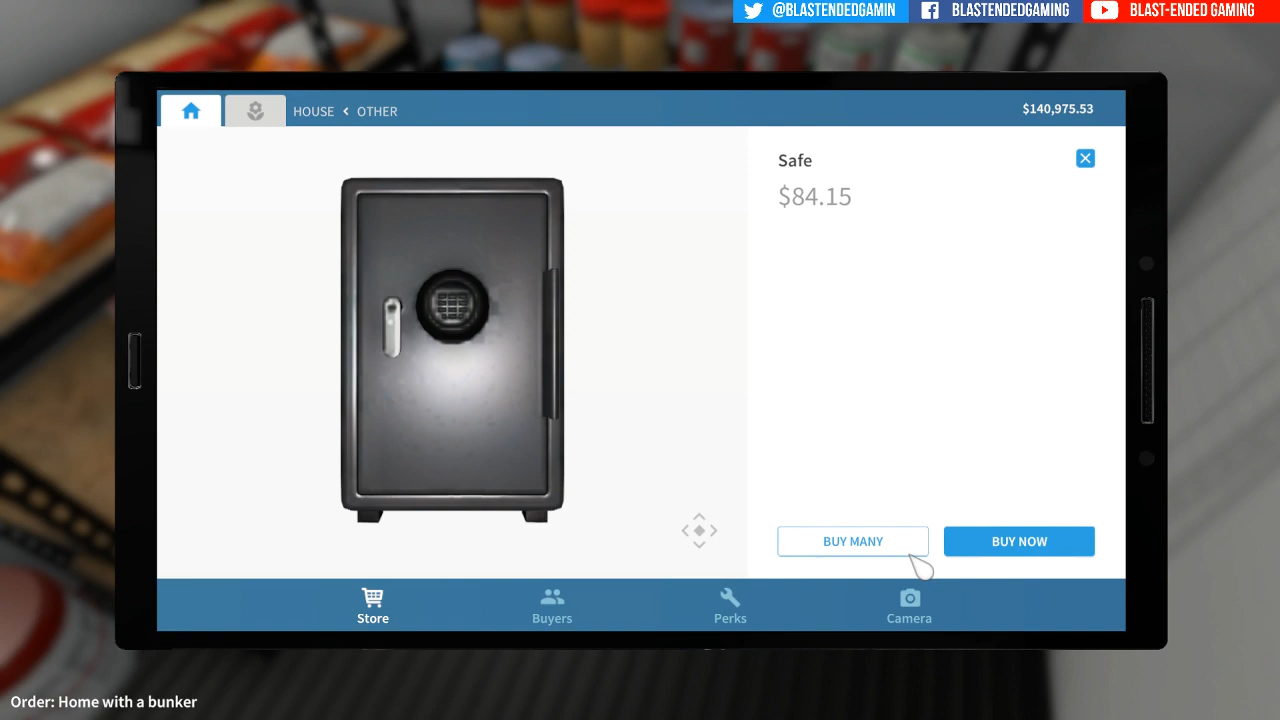 @BLASTENDEDGAMIN
BLASTENDEDGAMING
BLAST-ENDED GAMING
HOUSE < OTHER
$140,975.53
Safe
$84.15
BUY MANY
BUY NOW
Store
Buyers
Perks
Camera
Order: Home with a bunker